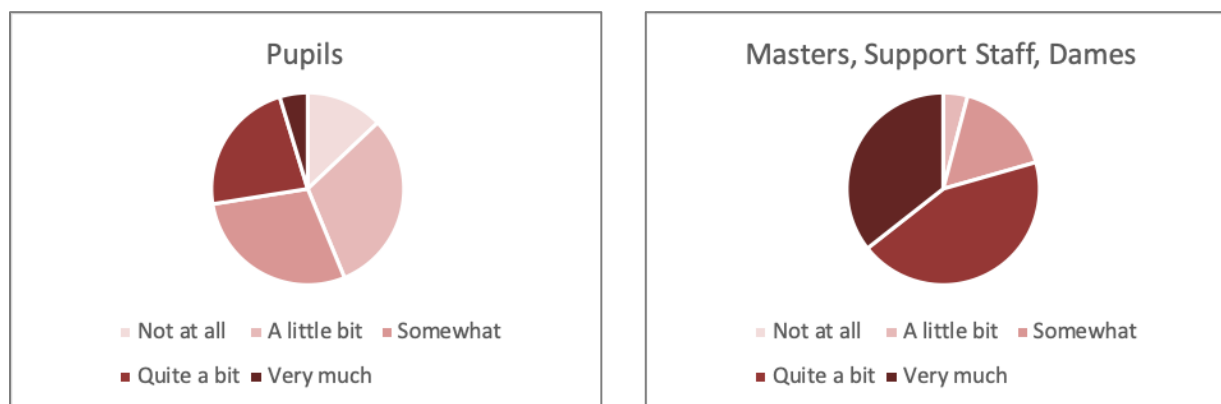 Pupils
Not at all A little bit Somewhat
Quite a bit Very much
Masters, Support Staff, Dames
Not at all A little bit Somewhat
Quite a bit Very much